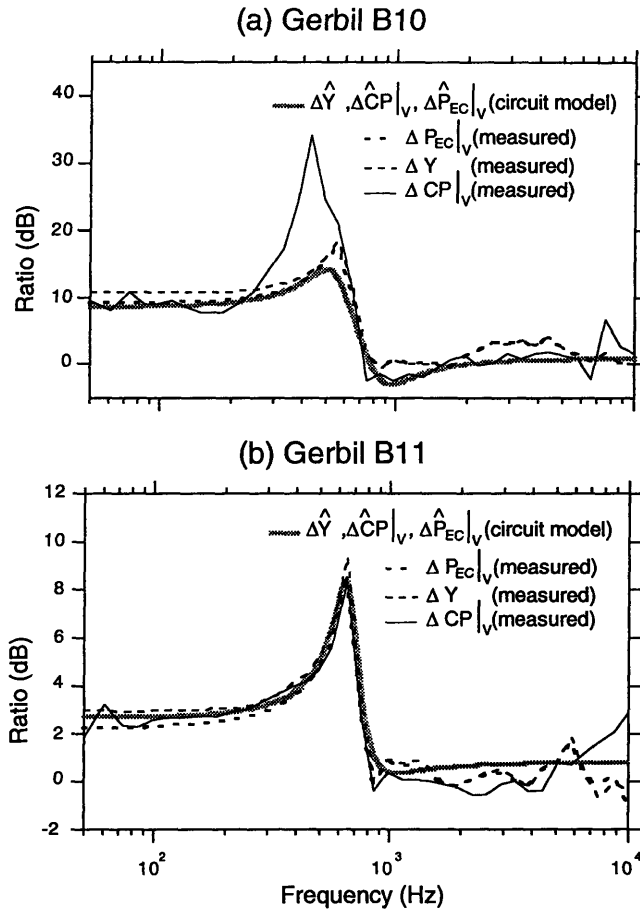 (a) Gerbil B10
ΔŶ , ΔĈP|V, ΔP̂EC|V (circuit model)
Δ PEC|V (measured)
Δ Y (measured)
Δ CP|V (measured)
Ratio (dB)
40
30
20
10
0
(b) Gerbil B11
ΔŶ , ΔĈP|V, ΔP̂EC|V (circuit model)
Δ PEC|V (measured)
Δ Y (measured)
Δ CP|V (measured)
Ratio (dB)
12
10
8
6
4
2
0
-2
10² 10³ 10⁴
Frequency (Hz)